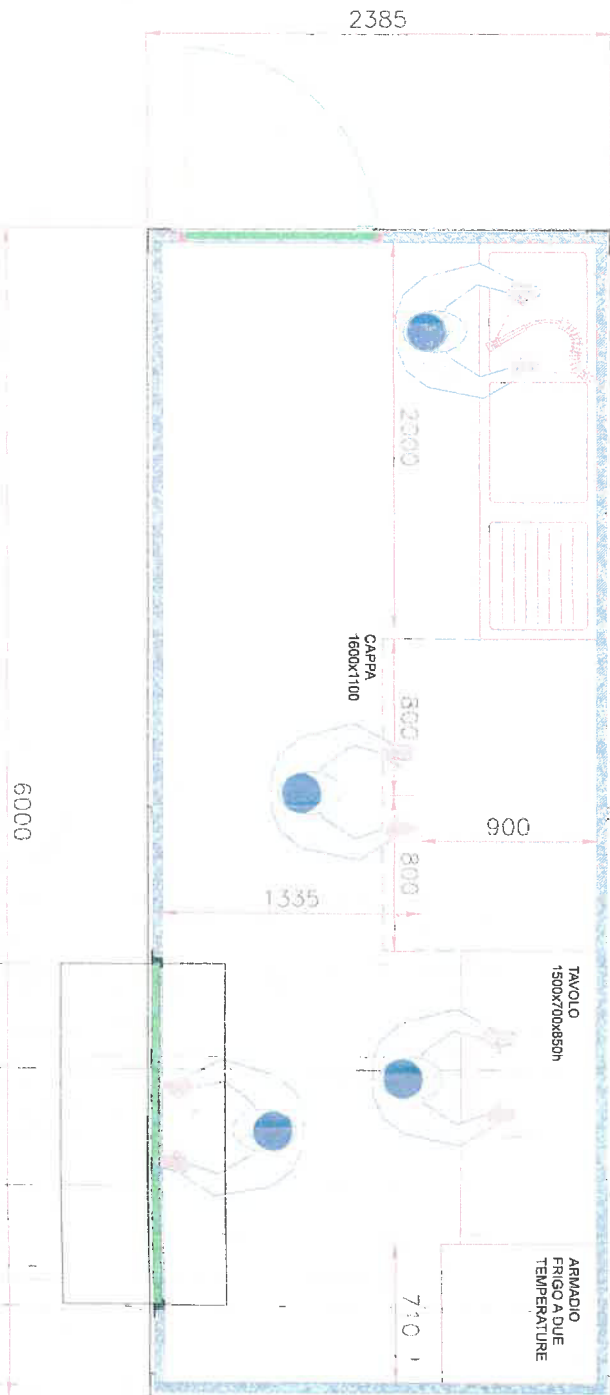 2385
2000
CAPPA
1600x1100
800
900
800
1335
6000
TAVOLO
1500x700x850h
ARMADIO
FRIGO A DUE
TEMPERATURE
710